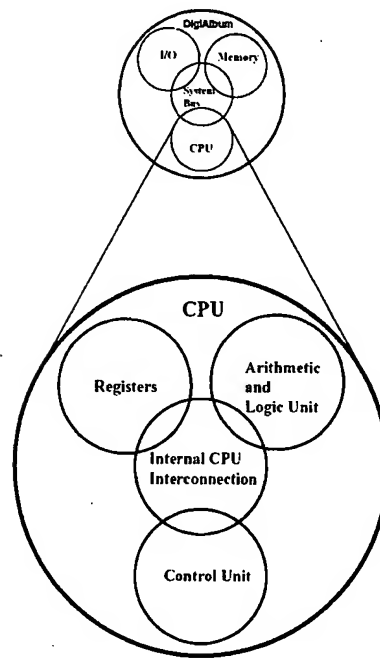 DigiAlbum
I/O
Memory
System
Bus
CPU
CPU
Registers
Arithmetic
and
Logic Unit
Internal CPU
Interconnection
Control Unit